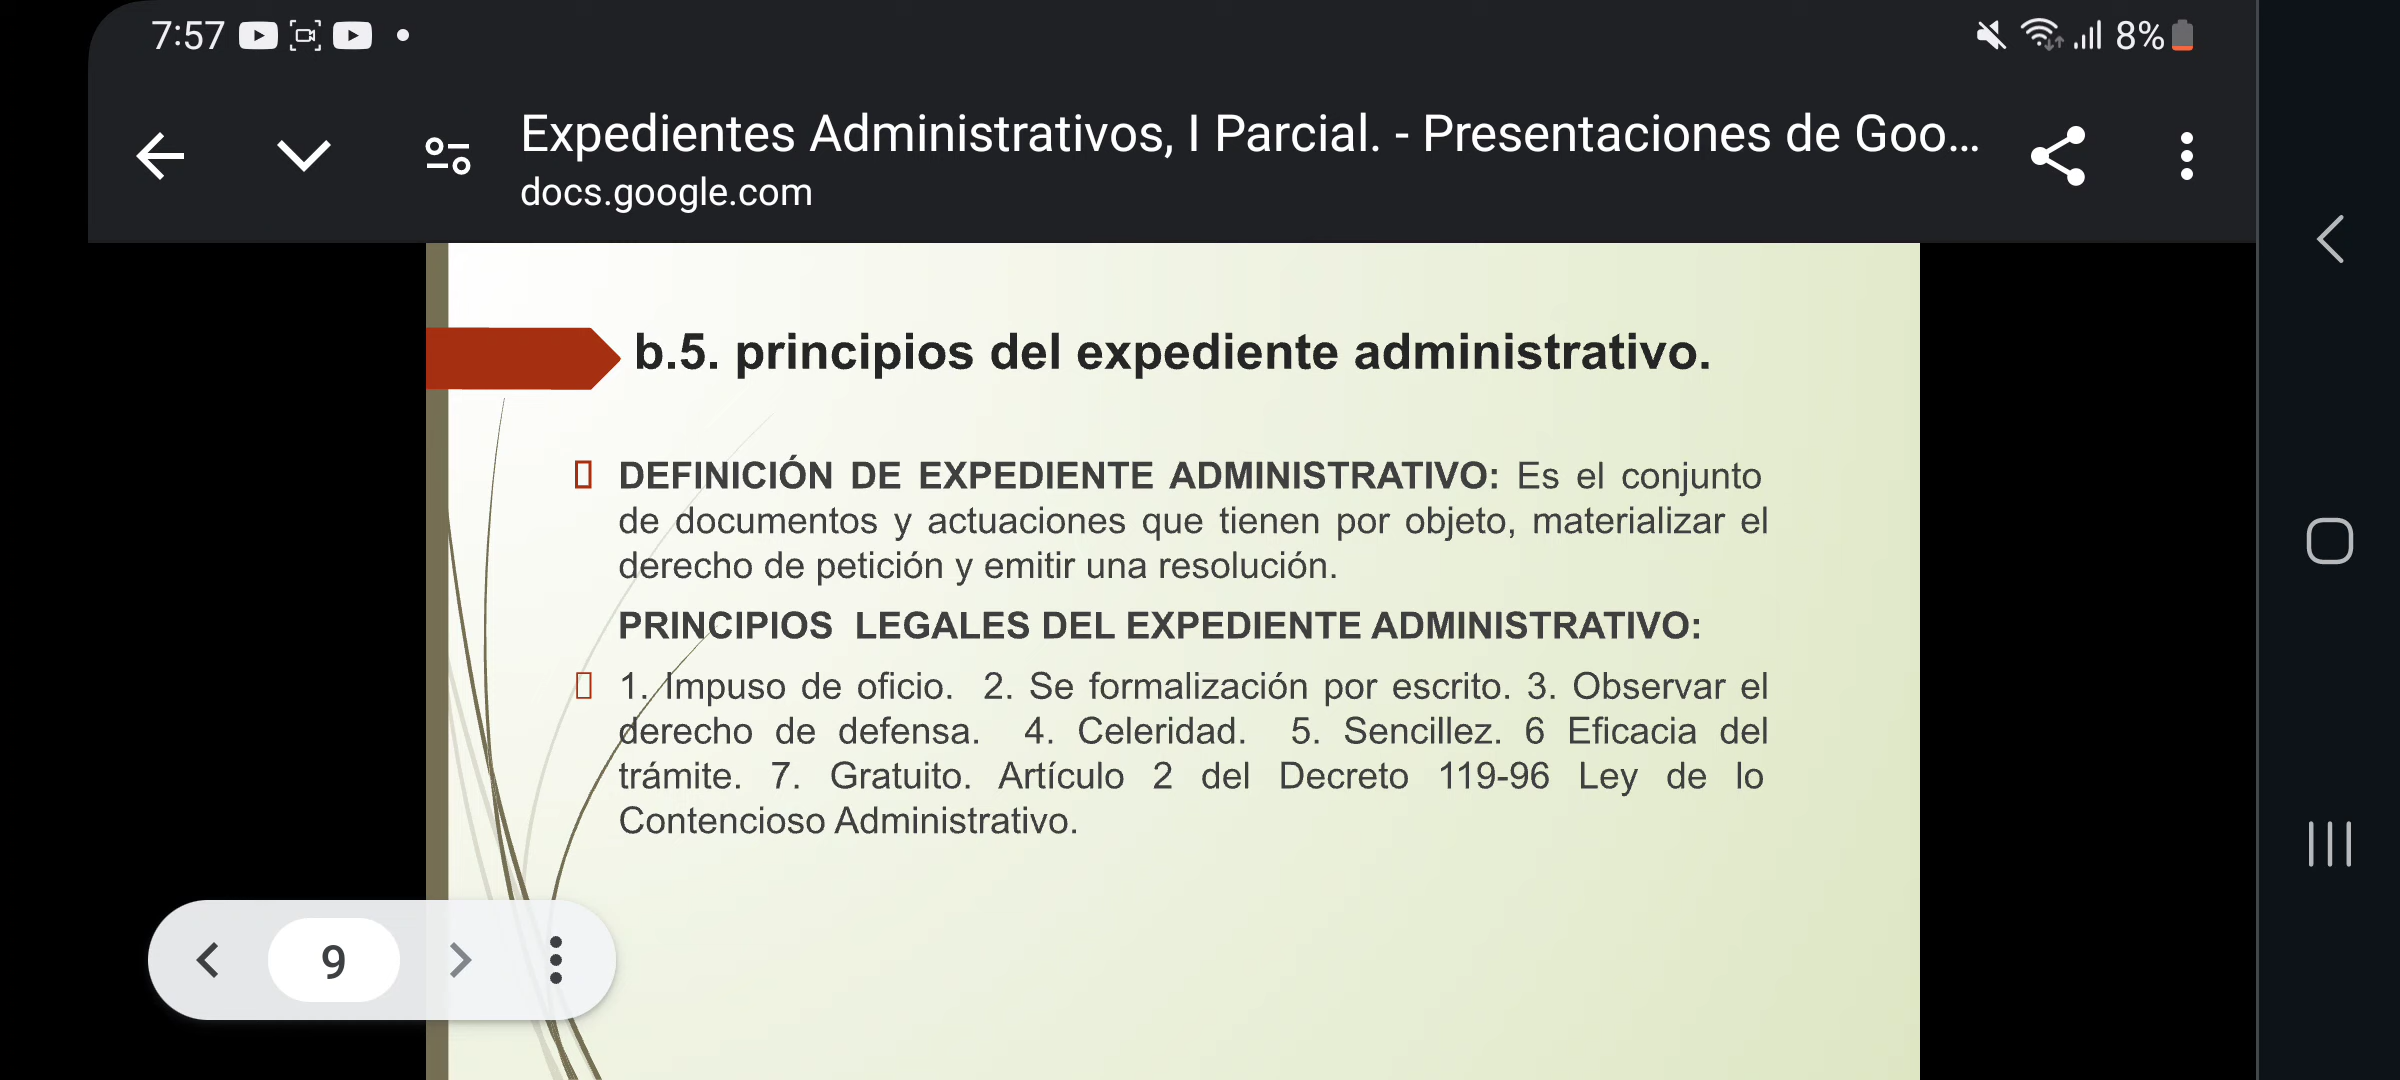 7:57
8%
Expedientes Administrativos, I Parcial. - Presentaciones de Goo...
docs.google.com
b.5. principios del expediente administrativo.
DEFINICIÓN DE EXPEDIENTE ADMINISTRATIVO: Es el conjunto
de documentos y actuaciones que tienen por objeto, materializar el
derecho de petición y emitir una resolución.
PRINCIPIOS LEGALES DEL EXPEDIENTE ADMINISTRATIVO:
1. Impuso de oficio. 2. Se formalización por escrito. 3. Observar el
derecho de defensa. 4. Celeridad. 5. Sencillez. 6 Eficacia del
trámite. 7. Gratuito. Artículo 2 del Decreto 119-96 Ley de lo
Contencioso Administrativo.
9